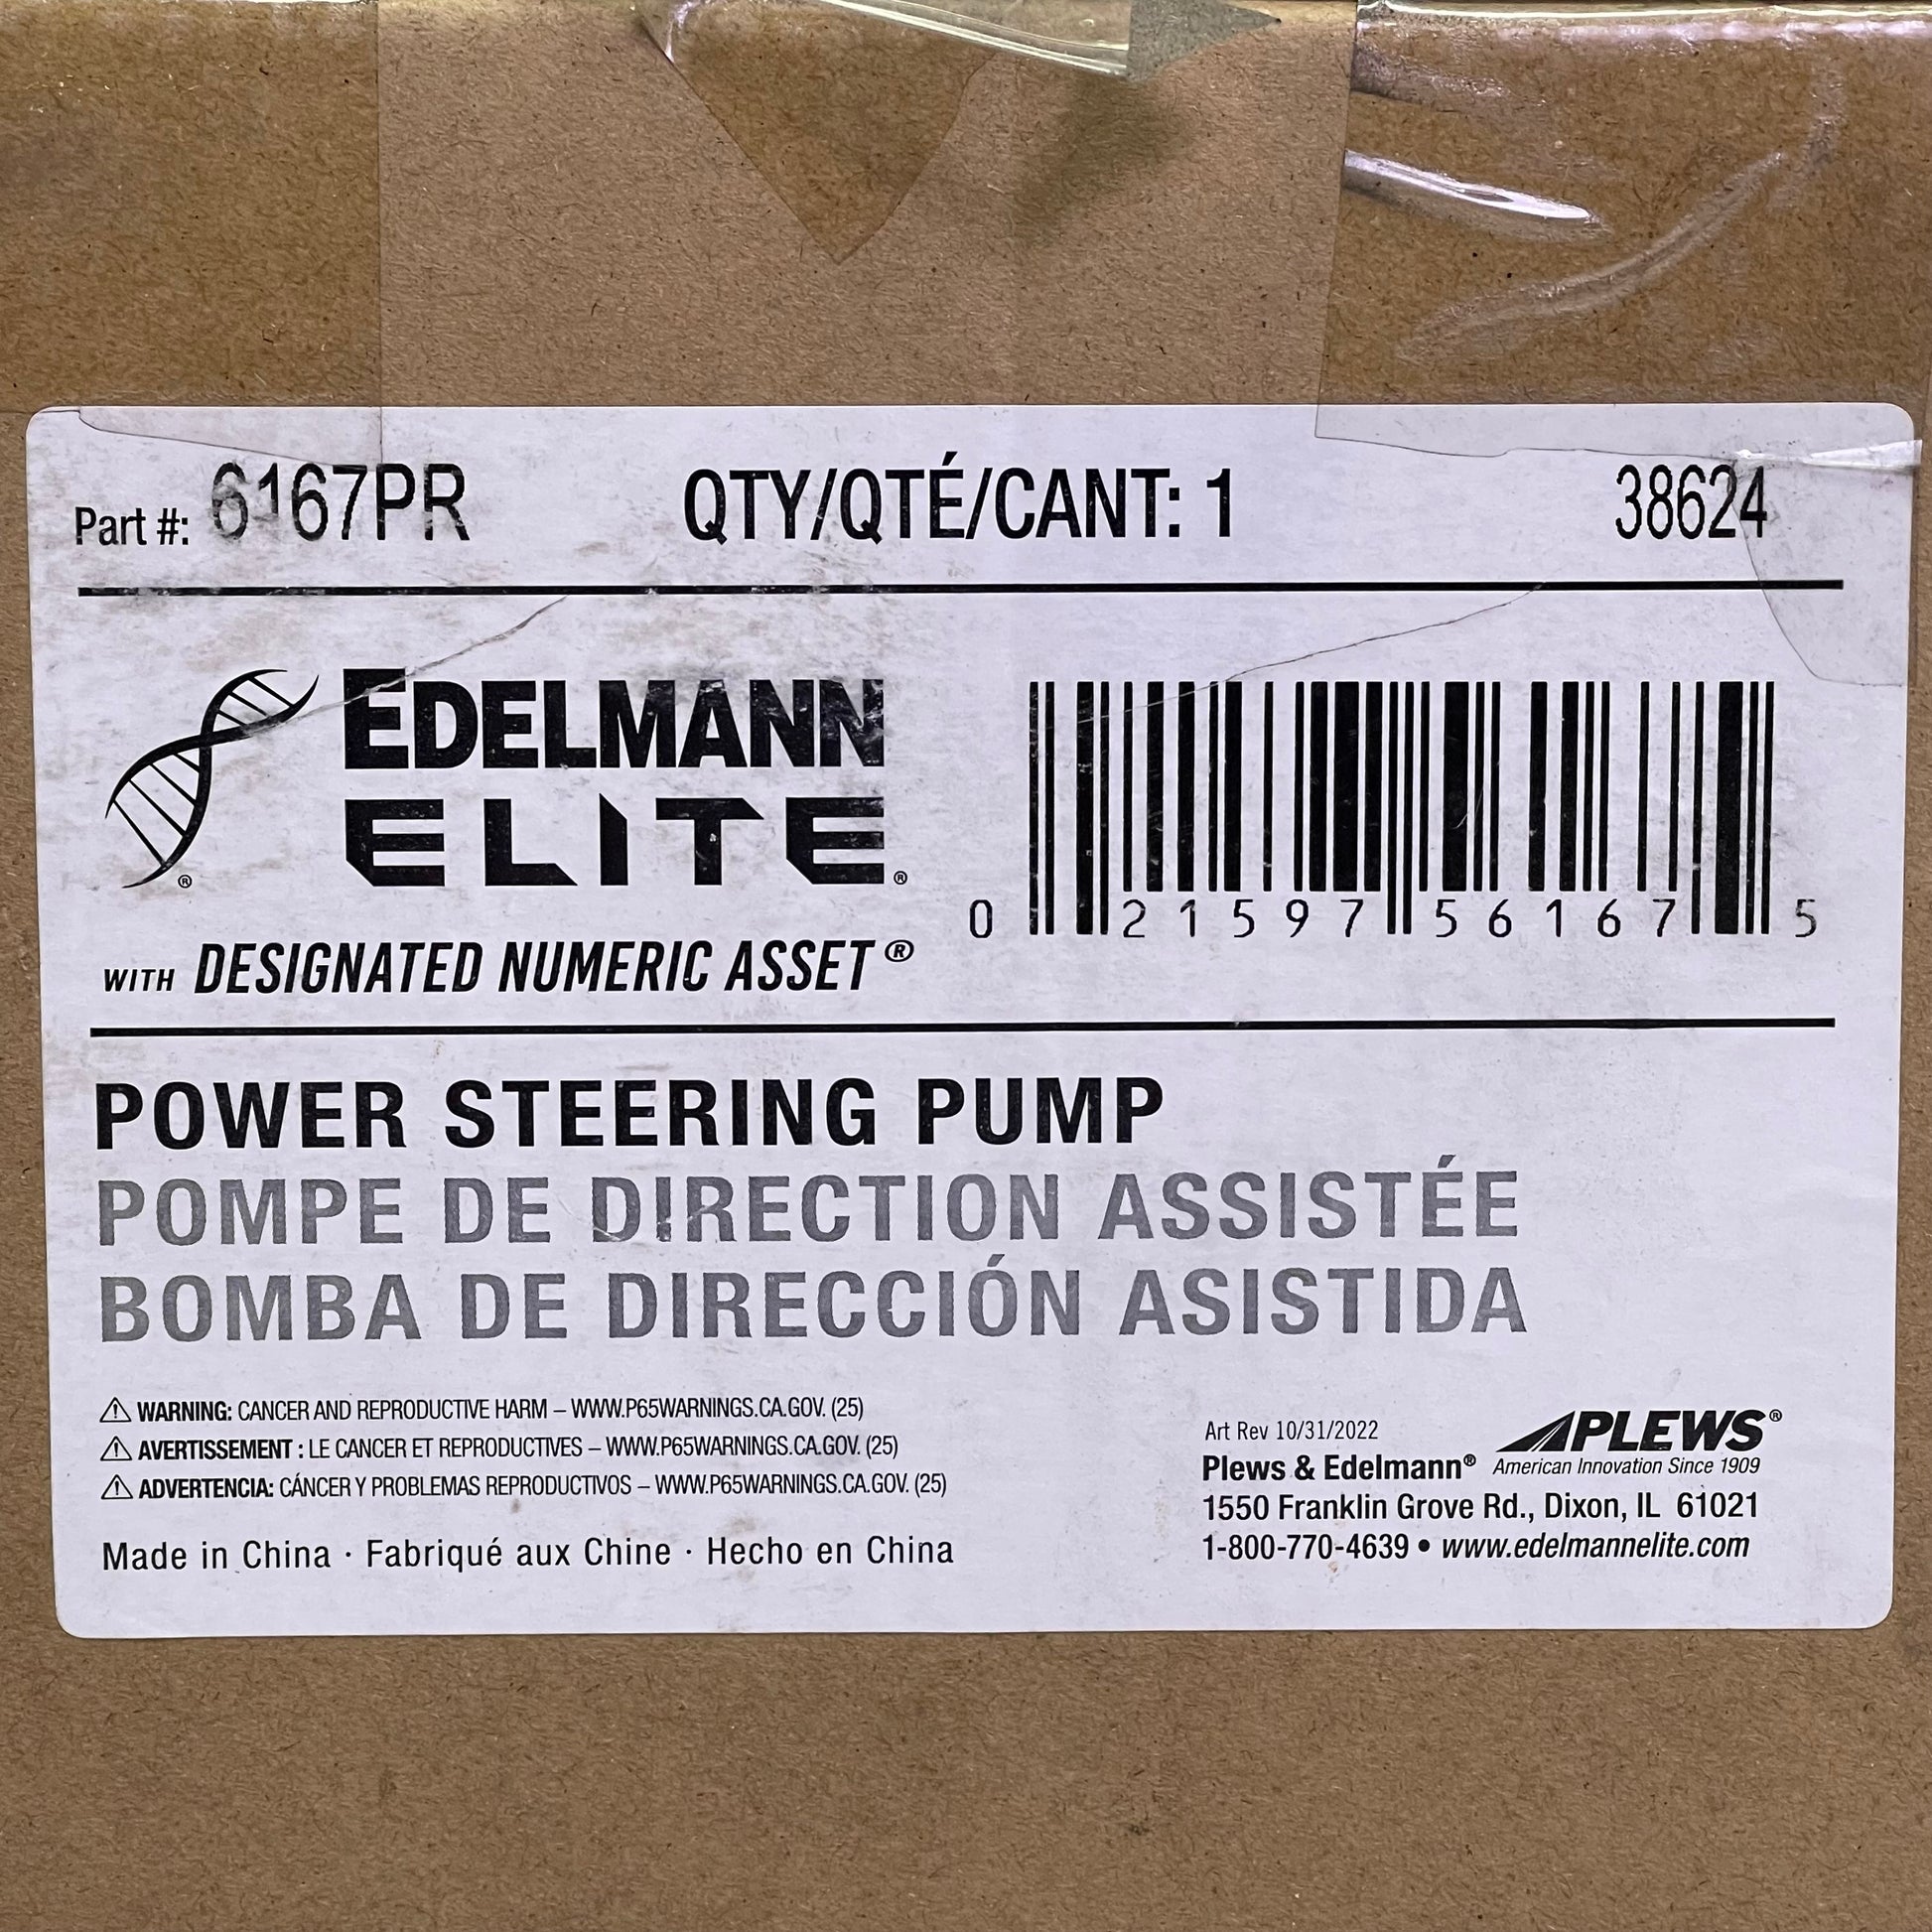 Part #: 6167PR QTY/QTÉ/CANT: 1 38624
EDELMANN
ELITE®
®
WITH DESIGNATED NUMERIC ASSET®
0 21597 56167 5
POWER STEERING PUMP
POMPE DE DIRECTION ASSISTÉE
BOMBA DE DIRECCIÓN ASISTIDA
⚠ WARNING: CANCER AND REPRODUCTIVE HARM – WWW.P65WARNINGS.CA.GOV. (25)
⚠ AVERTISSEMENT : LE CANCER ET REPRODUCTIVES – WWW.P65WARNINGS.CA.GOV. (25)
⚠ ADVERTENCIA: CÁNCER Y PROBLEMAS REPRODUCTIVOS – WWW.P65WARNINGS.CA.GOV. (25)
Made in China · Fabriqué aux Chine · Hecho en China
Art Rev 10/31/2022
PLEWS®
American Innovation Since 1909
Plews & Edelmann®
1550 Franklin Grove Rd., Dixon, IL 61021
1-800-770-4639 • www.edelmannelite.com